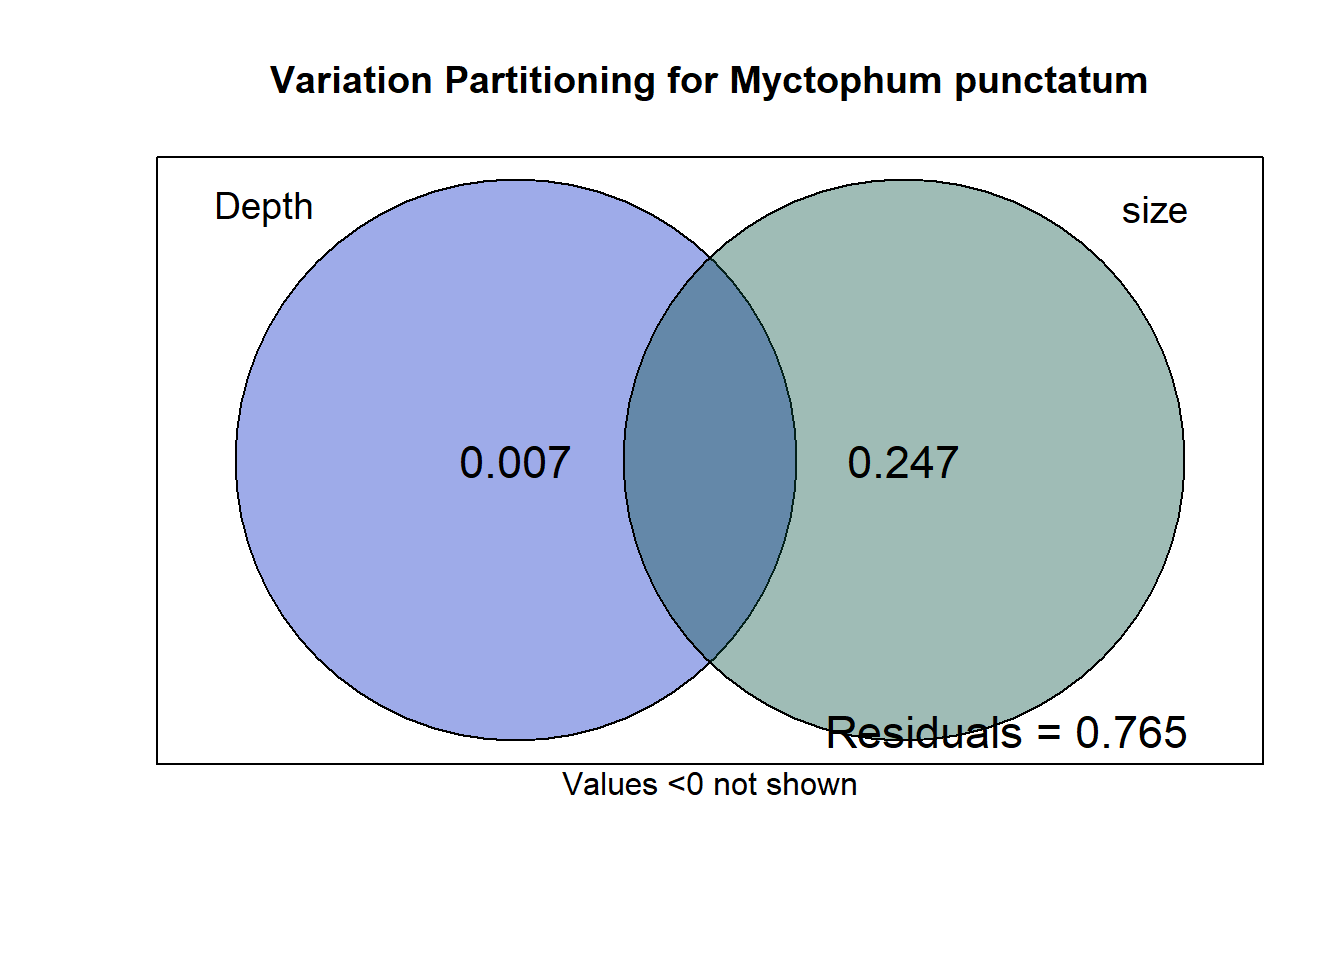 Variation Partitioning for Myctophum punctatum
Depth
size
0.007
0.247
Residuals = 0.765
Values <0 not shown